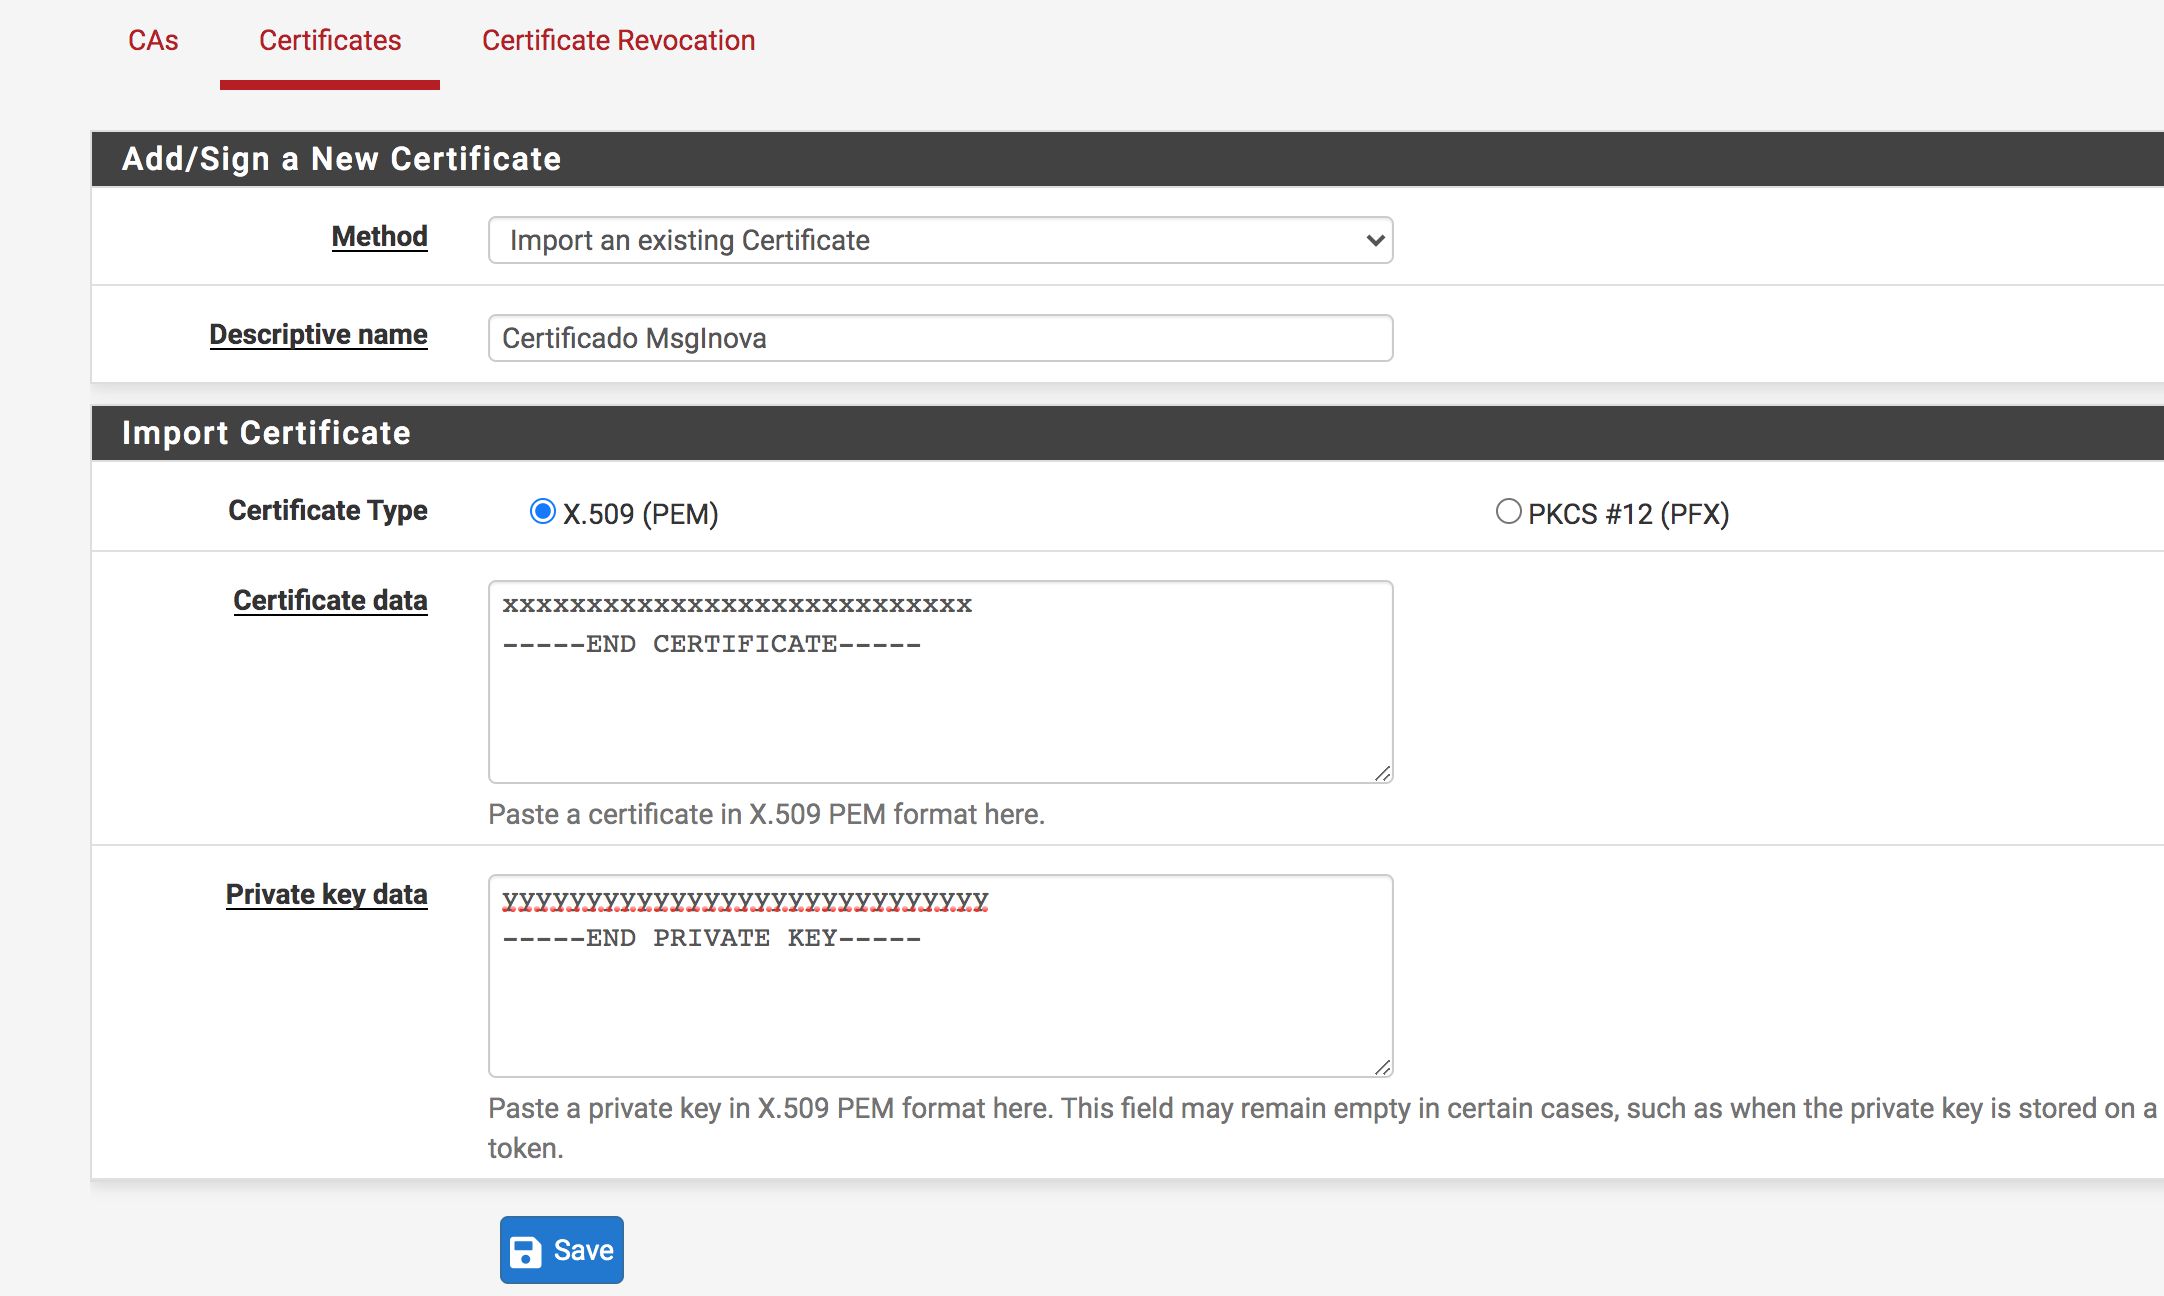 CAs Certificates Certificate Revocation
Add/Sign a New Certificate
Method Import an existing Certificate
Descriptive name Certificado MsgInova
Import Certificate
Certificate Type X.509 (PEM) PKCS #12 (PFX)
Certificate data xxxxxxxxxxxxxxxxxxxxxxxxxxxx
-----END CERTIFICATE-----
Paste a certificate in X.509 PEM format here.
Private key data yyyyyyyyyyyyyyyyyyyyyyyyyyyyy
-----END PRIVATE KEY-----
Paste a private key in X.509 PEM format here. This field may remain empty in certain cases, such as when the private key is stored on a
token.
Save